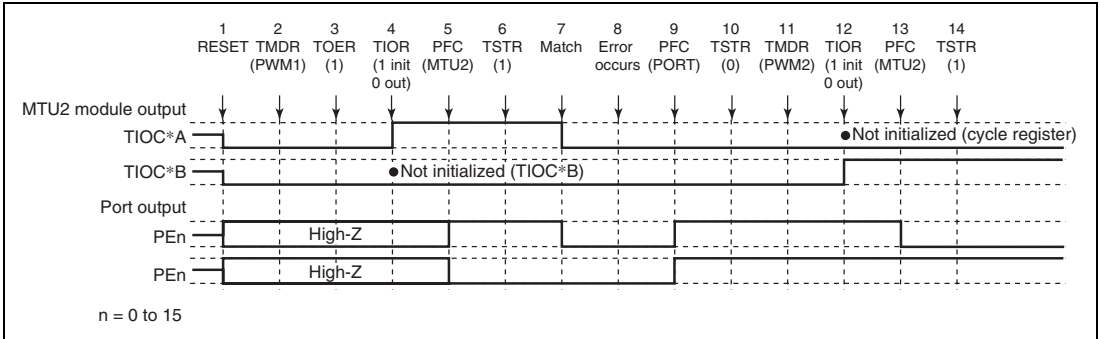 1 2 3 4 5 6 7 8 9 10 11 12 13 14
RESET TMDR TOER TIOR PFC TSTR Match Error PFC TSTR TMDR TIOR PFC TSTR
(PWM1) (1) (1 init (MTU2) (1) occurs (PORT) (0) (PWM2) (1 init (MTU2) (1)
0 out) 0 out)
MTU2 module output
TIOC*A ●Not initialized (cycle register)
TIOC*B ●Not initialized (TIOC*B)
Port output
PEn High-Z
PEn High-Z
n = 0 to 15